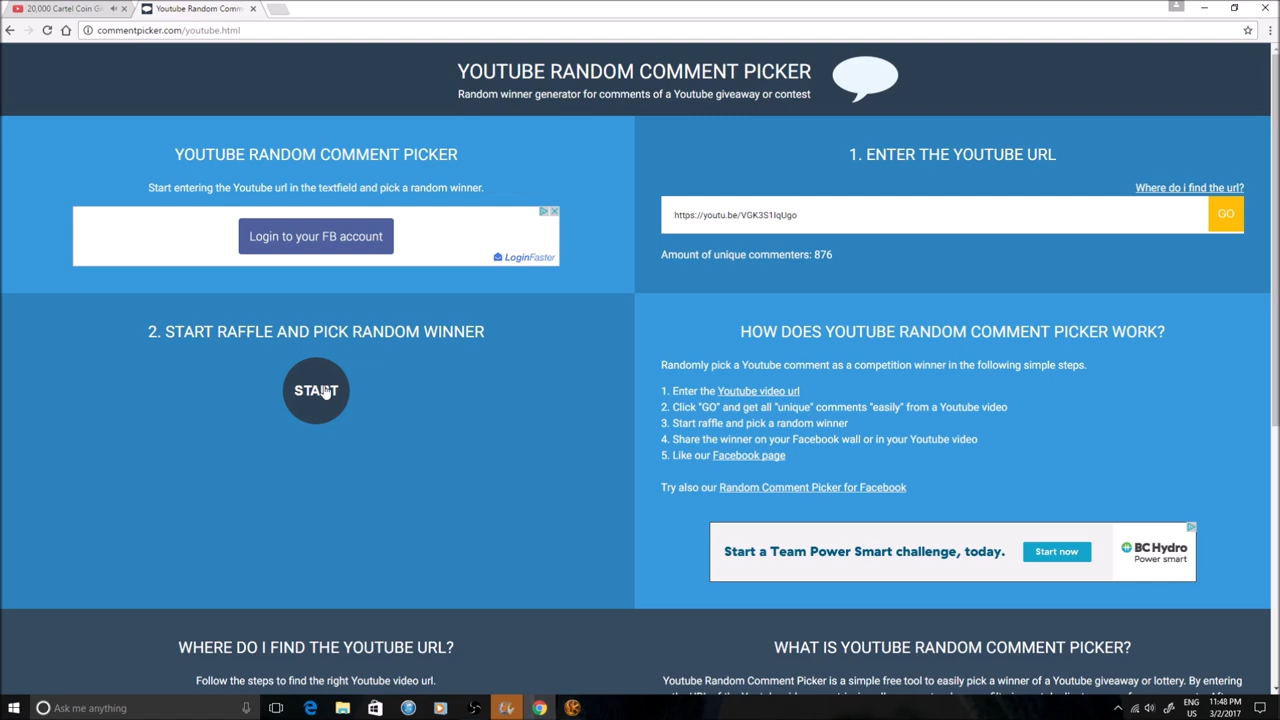 20,000 Cartel Coin Gi
Youtube Random Comm
commentpicker.com/youtube.html
YOUTUBE RANDOM COMMENT PICKER
Random winner generator for comments of a Youtube giveaway or contest
YOUTUBE RANDOM COMMENT PICKER
Start entering the Youtube url in the textfield and pick a random winner.
Login to your FB account
LoginFaster
1. ENTER THE YOUTUBE URL
Where do i find the url?
https://youtu.be/VGK3S1IqUgo
GO
Amount of unique commenters: 876
2. START RAFFLE AND PICK RANDOM WINNER
START
HOW DOES YOUTUBE RANDOM COMMENT PICKER WORK?
Randomly pick a Youtube comment as a competition winner in the following simple steps.
1. Enter the Youtube video url
2. Click "GO" and get all "unique" comments "easily" from a Youtube video
3. Start raffle and pick a random winner
4. Share the winner on your Facebook wall or in your Youtube video
5. Like our Facebook page
Try also our Random Comment Picker for Facebook
Start a Team Power Smart challenge, today.
Start now
BC Hydro
Power smart
WHERE DO I FIND THE YOUTUBE URL?
Follow the steps to find the right Youtube video url.
WHAT IS YOUTUBE RANDOM COMMENT PICKER?
Youtube Random Comment Picker is a simple free tool to easily pick a winner of a Youtube giveaway or lottery. By entering
Ask me anything
ENG
US
11:48 PM
3/2/2017